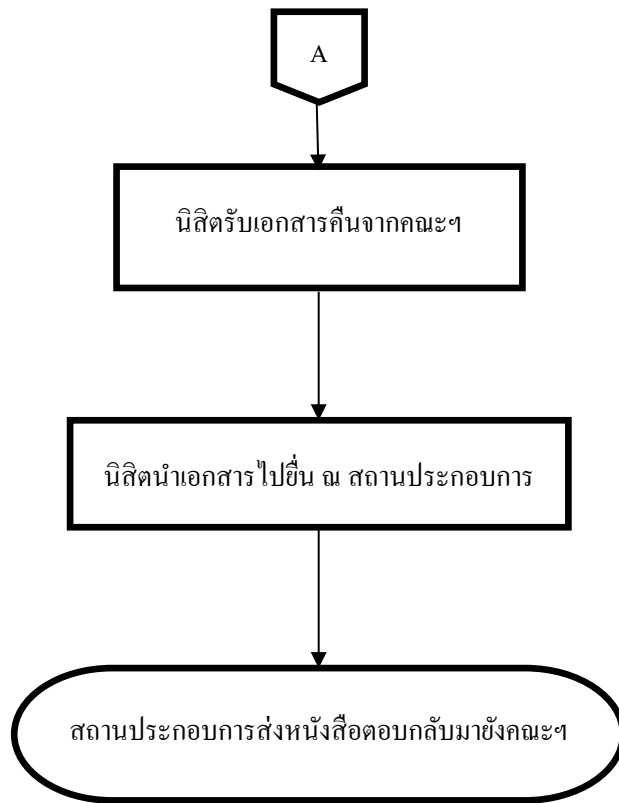 A
นิสิตรับเอกสารคืนจากคณะฯ
นิสิตนำเอกสารไปยื่น ณ สถานประกอบการ
สถานประกอบการส่งหนังสือตอบกลับมายังคณะฯ